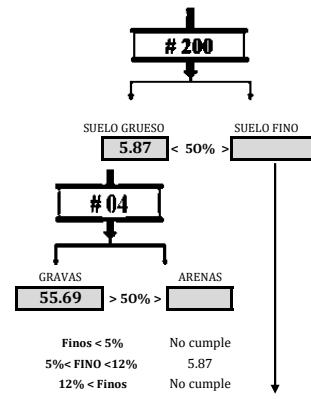 # 200
SUELO GRUESO SUELO FINO
5.87 < 50% >
# 04
GRAVAS ARENAS
55.69 > 50% >
Finos < 5% No cumple
5%< FINO <12% 5.87
12% < Finos No cumple